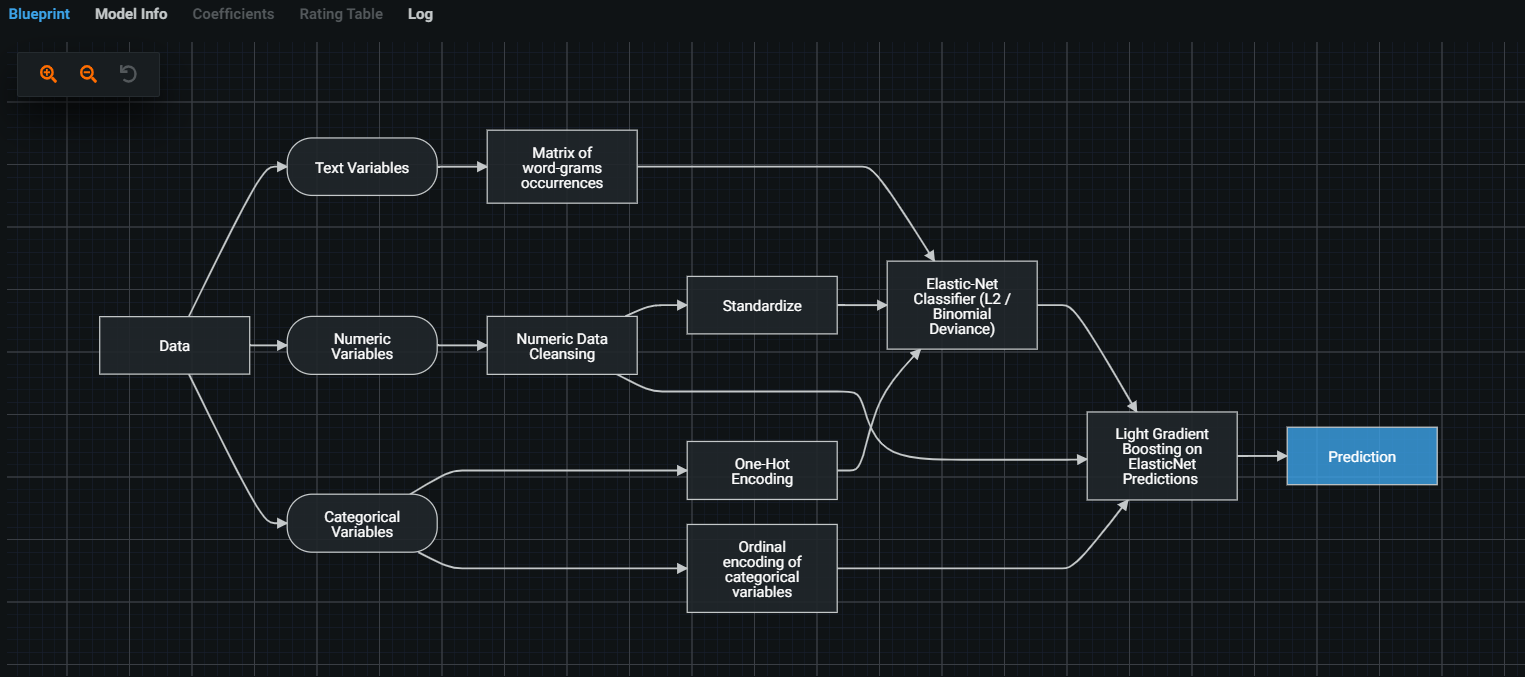 Blueprint Model Info Coefficients Rating Table Log
Text Variables
Matrix of
word-grams
occurrences
Data
Numeric
Variables
Numeric Data
Cleansing
Standardize
Elastic-Net
Classifier (L2 /
Binomial
Deviance)
Categorical
Variables
One-Hot
Encoding
Ordinal
encoding of
categorical
variables
Light Gradient
Boosting on
ElasticNet
Predictions
Prediction